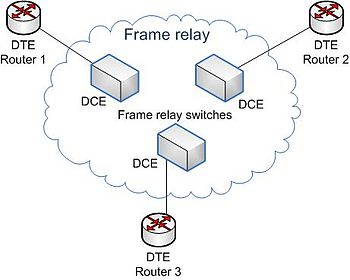 Frame relay
DTE
Router 1
DTE
Router 2
DCE
DCE
Frame relay switches
DCE
DTE
Router 3